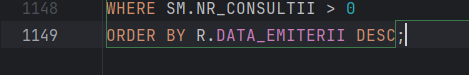 1148 WHERE SM.NR_CONSULTII > 0
1149 ORDER BY R.DATA_EMITERII DESC;